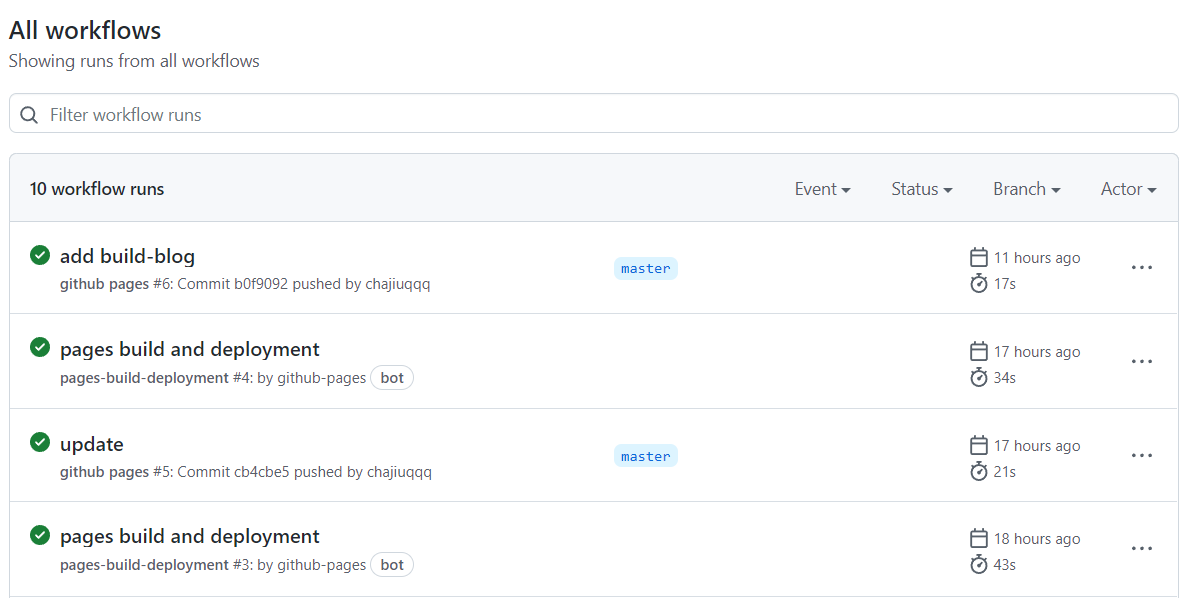 All workflows
Showing runs from all workflows
Filter workflow runs
10 workflow runs Event Status Branch Actor
add build-blog
github pages #6: Commit b0f9092 pushed by chajiuqqq
master
11 hours ago
17s
pages build and deployment
pages-build-deployment #4: by github-pages bot
17 hours ago
34s
update
github pages #5: Commit cb4cbe5 pushed by chajiuqqq
master
17 hours ago
21s
pages build and deployment
pages-build-deployment #3: by github-pages bot
18 hours ago
43s